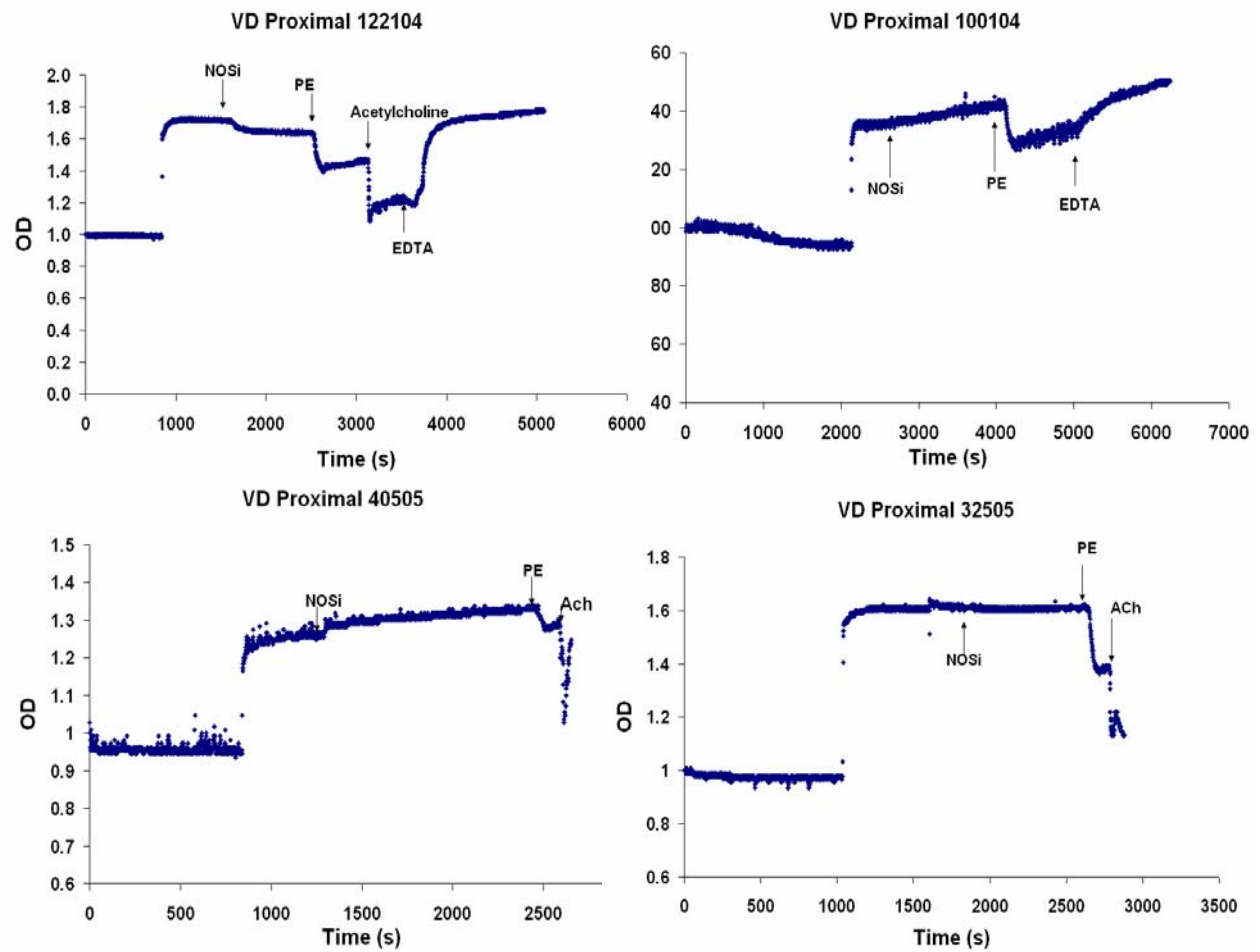 VD Proximal 122104
NOSi
PE
Acetylcholine
EDTA
2.0
1.8
1.6
1.4
1.2
1.0
0.8
0.6
0.4
0.2
0.0
OD
0 1000 2000 3000 4000 5000 6000
Time (s)
VD Proximal 100104
60
40
20
00
80
60
40
NOSi
PE
EDTA
0 1000 2000 3000 4000 5000 6000 7000
Time (s)
VD Proximal 40505
1.5
1.4
1.3
1.2
1.1
1
0.9
0.8
0.7
0.6
OD
NOSi
PE
Ach
0 500 1000 1500 2000 2500
Time (s)
VD Proximal 32505
1.8
1.6
1.4
1.2
1
0.8
0.6
OD
PE
ACh
NOSi
0 500 1000 1500 2000 2500 3000 3500
Time (s)